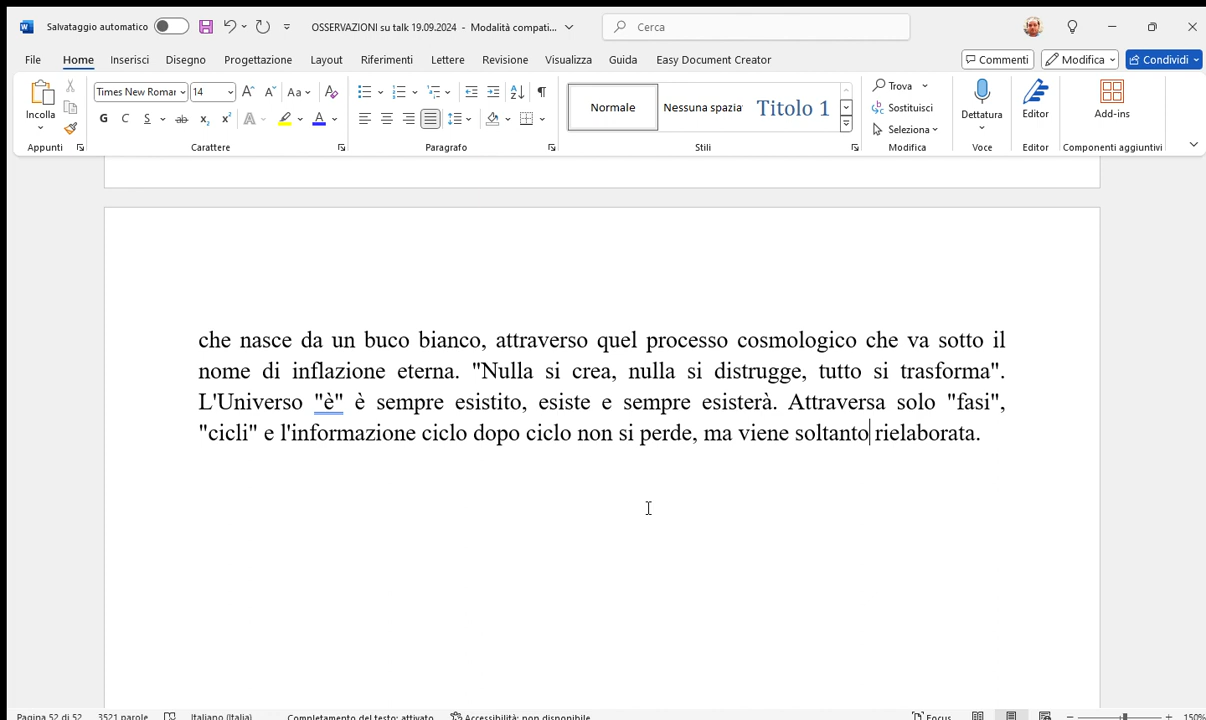 Salvataggio automatico
OSSERVAZIONI su talk 19.09.2024 - Modalità compati...
Cerca
File Home Inserisci Disegno Progettazione Layout Riferimenti Lettere Revisione Visualizza Guida Easy Document Creator
Commenti Modifica Condividi
Incolla
Times New Romar 14
Aa
G C S ab x₂ x² A A
Normale Nessuna spazia Titolo 1
Trova
Sostituisci
Seleziona
Dettatura
Editor
Add-ins
Appunti Carattere Paragrafo Stili Modifica Voce Editor Componenti aggiuntivi
che nasce da un buco bianco, attraverso quel processo cosmologico che va sotto il
nome di inflazione eterna. "Nulla si crea, nulla si distrugge, tutto si trasforma".
L'Universo "è" è sempre esistito, esiste e sempre esisterà. Attraversa solo "fasi",
"cicli" e l'informazione ciclo dopo ciclo non si perde, ma viene soltanto rielaborata.
Pagina 52 di 52 3521 parole Italiano (Italia) Completamento del testo: attivato Accessibilità: non disponibile Focus 150%